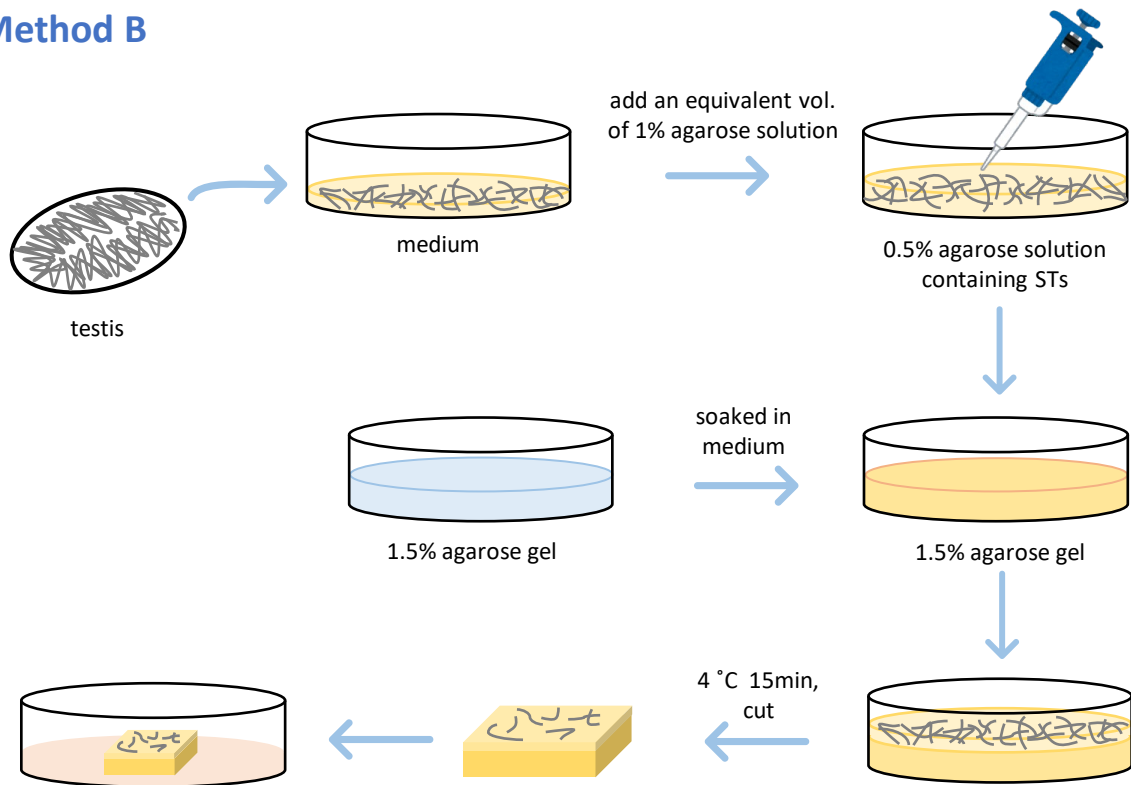 Method B
add an equivalent vol.
of 1% agarose solution
medium
0.5% agarose solution
containing STs
testis
soaked in
medium
1.5% agarose gel
1.5% agarose gel
4 ˚C 15min,
cut